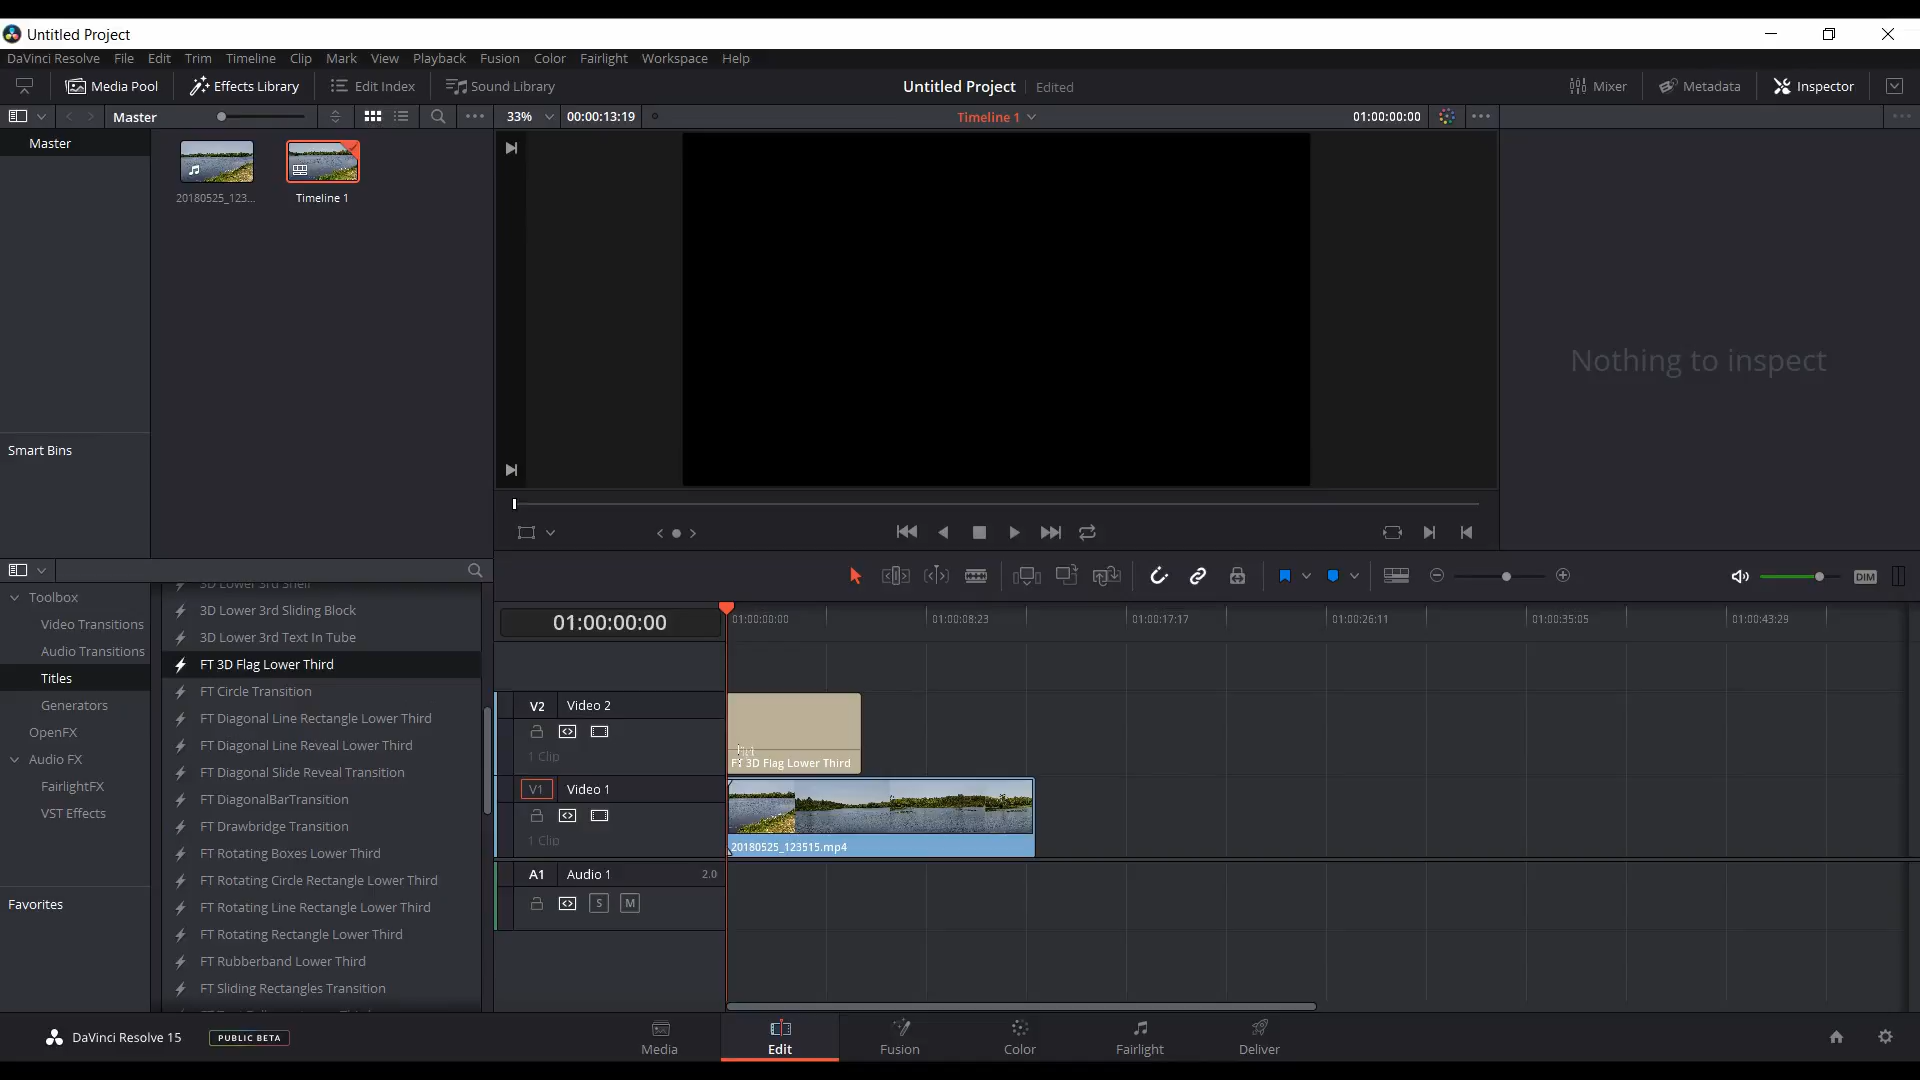 Untitled Project
DaVinci Resolve File Edit Trim Timeline Clip Mark View Playback Fusion Color Fairlight Workspace Help
Media Pool Effects Library Edit Index Sound Library Untitled Project Edited Mixer Metadata Inspector
Master 33% 00:00:13:19 Timeline 1 01:00:00:00
Master
20180525_123... Timeline 1
Nothing to inspect
Smart Bins
Toolbox
Video Transitions
Audio Transitions
Titles
Generators
OpenFX
Audio FX
FairlightFX
VST Effects
Favorites
3D Lower 3rd Shelf
3D Lower 3rd Sliding Block
3D Lower 3rd Text In Tube
FT 3D Flag Lower Third
FT Circle Transition
FT Diagonal Line Rectangle Lower Third
FT Diagonal Line Reveal Lower Third
FT Diagonal Slide Reveal Transition
FT DiagonalBarTransition
FT Drawbridge Transition
FT Rotating Boxes Lower Third
FT Rotating Circle Rectangle Lower Third
FT Rotating Line Rectangle Lower Third
FT Rotating Rectangle Lower Third
FT Rubberband Lower Third
FT Sliding Rectangles Transition
DIM
01:00:00:00 01:00:00:00 01:00:08:23 01:00:17:17 01:00:26:11 01:00:35:05 01:00:43:29
V2 Video 2
1 Clip
FT 3D Flag Lower Third
V1 Video 1
1 Clip
20180525_123515.mp4
A1 Audio 1 2.0
S M
DaVinci Resolve 15 PUBLIC BETA Media Edit Fusion Color Fairlight Deliver